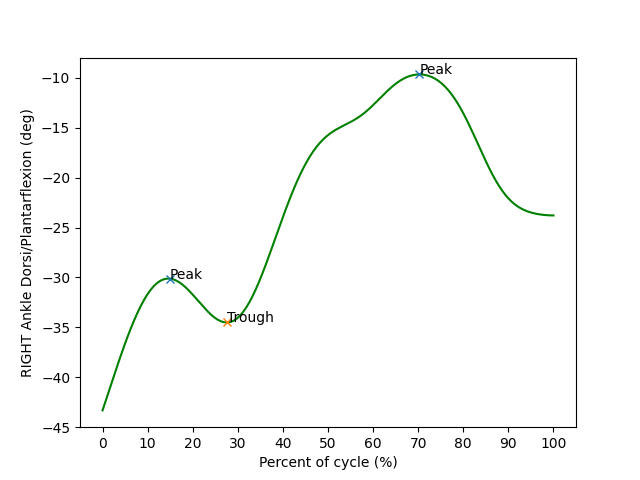 Peak
−10
−15
−20
−25
Peak
−30
Trough
−35
−40
−45
RIGHT Ankle Dorsi/Plantarflexion (deg)
0 10 20 30 40 50 60 70 80 90 100
Percent of cycle (%)